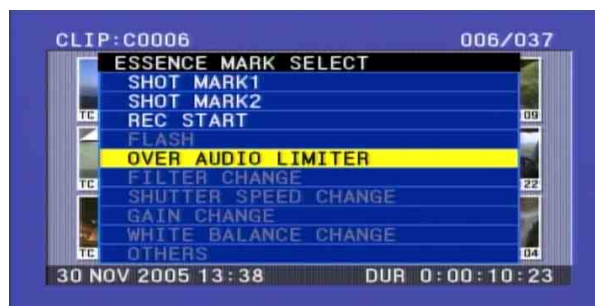 CLIP:C0006 006/037
ESSENCE MARK SELECT
SHOT MARK1
SHOT MARK2
TC REC START 09
FLASH
OVER AUDIO LIMITER
TC FILTER CHANGE 22
SHUTTER SPEED CHANGE
GAIN CHANGE
WHITE BALANCE CHANGE
TC OTHERS 04
30 NOV 2005 13:38 DUR 0:00:10:23